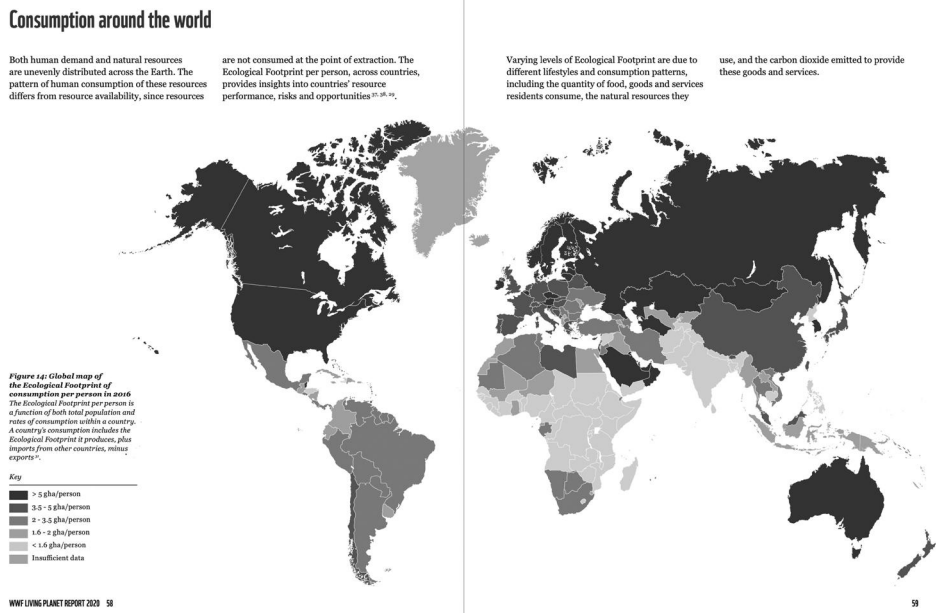 Consumption around the world
Both human demand and natural resources
are unevenly distributed across the Earth. The
pattern of human consumption of these resources
differs from resource availability, since resources
are not consumed at the point of extraction. The
Ecological Footprint per person, across countries,
provides insights into countries' resource
performance, risks and opportunities 37, 38, 29.
Varying levels of Ecological Footprint are due to
different lifestyles and consumption patterns,
including the quantity of food, goods and services
residents consume, the natural resources they
use, and the carbon dioxide emitted to provide
these goods and services.
Figure 14: Global map of
the Ecological Footprint of
consumption per person in 2016
The Ecological Footprint per person is
a function of both total population and
rates of consumption within a country.
A country's consumption includes the
Ecological Footprint it produces, plus
imports from other countries, minus
exports 31.
Key
> 5 gha/person
3.5 - 5 gha/person
2 - 3.5 gha/person
1.6 - 2 gha/person
< 1.6 gha/person
Insufficient data
WWF LIVING PLANET REPORT 2020 58
59